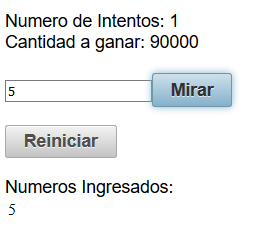 Numero de Intentos: 1
Cantidad a ganar: 90000
5 Mirar
Reiniciar
Numeros Ingresados:
5